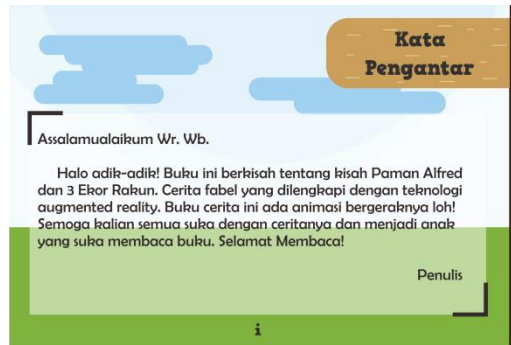 Kata
Pengantar
Assalamualaikum Wr. Wb.
Halo adik-adik! Buku ini berkisah tentang kisah Paman Alfred
dan 3 Ekor Rakun. Cerita fabel yang dilengkapi dengan teknologi
augmented reality. Buku cerita ini ada animasi bergeraknya loh!
Semoga kalian semua suka dengan ceritanya dan menjadi anak
yang suka membaca buku. Selamat Membaca!
Penulis
i